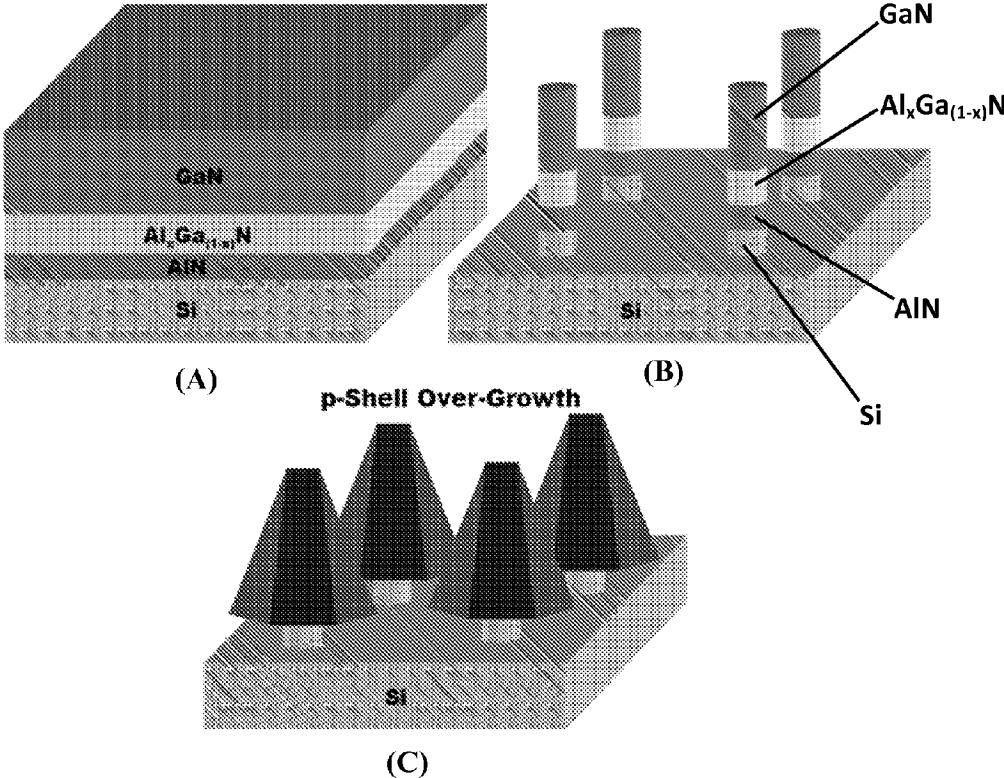 GaN
AlxGa(1-x)N
AlN
Si
(A)
GaN
AlxGa(1-x)N
AlN
Si
Si
(B)
p-Shell Over-Growth
Si
(C)